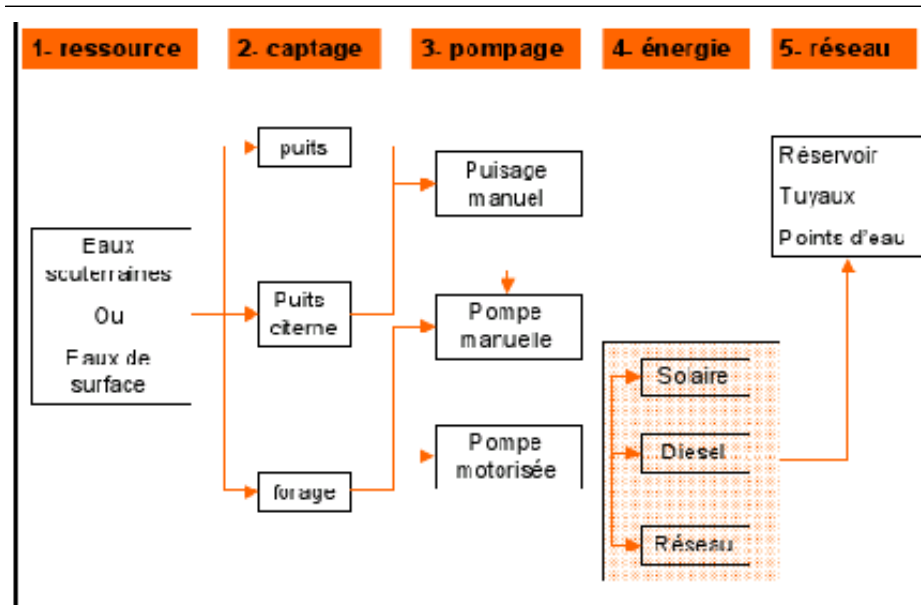 1- ressource
2- captage
3- pompage
4- énergie
5- réseau
Eaux
souterraines
Ou
Eaux de
surface
puits
Puits
citerne
forage
Puisage
manuel
Pompe
manuelle
Pompe
motorisée
Solaire
Diesel
Réseau
Réservoir
Tuyaux
Points d'eau